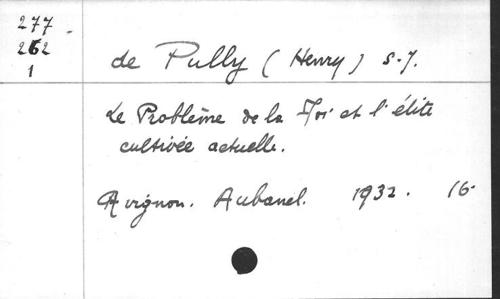 277
262
1
de Pully (Henry) S.J.
Le Problème de la Foi et l'élite
cultivée actuelle.
Avignon. Aubanel. 1932. 16°